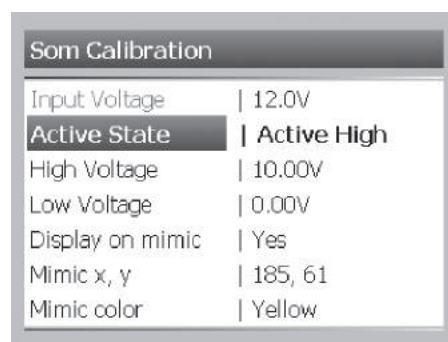 Som Calibration
Input Voltage | 12.0V
Active State | Active High
High Voltage | 10.00V
Low Voltage | 0.00V
Display on mimic | Yes
Mimic x, y | 185, 61
Mimic color | Yellow